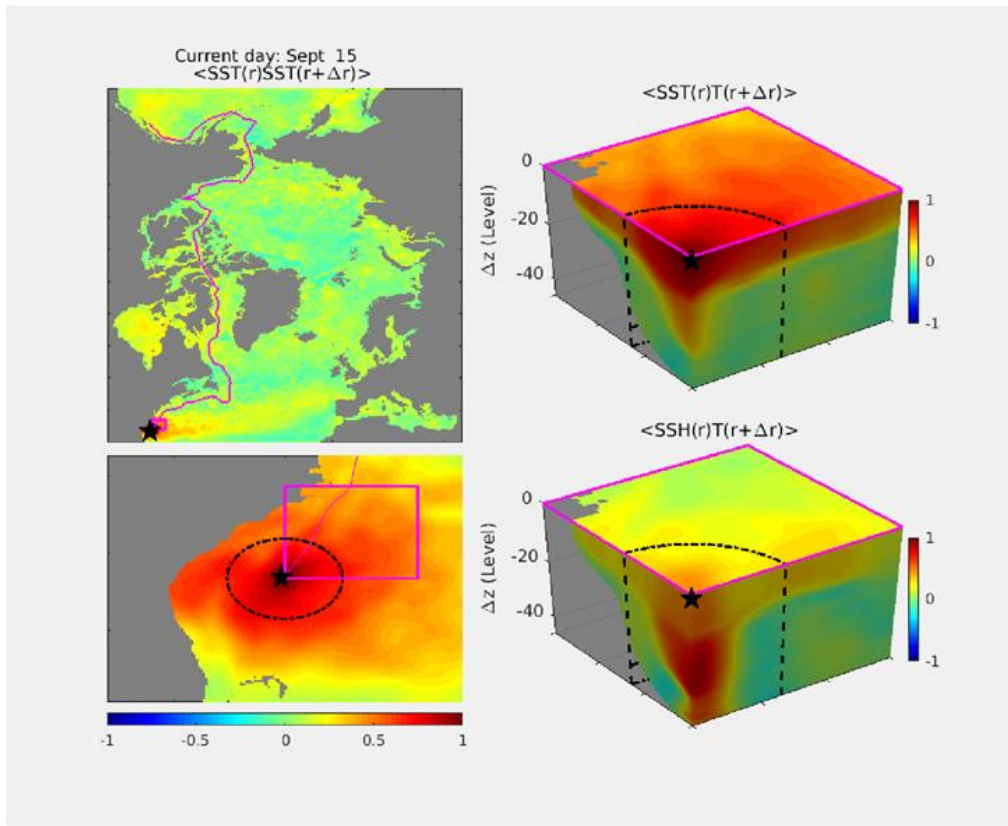 Current day: Sept 15
<SST(r)SST(r+Δr)>
-1 -0.5 0 0.5 1
<SST(r)T(r+Δr)>
0
-20
-40
Δz (Level)
1
0
-1
<SSH(r)T(r+Δr)>
0
-20
-40
Δz (Level)
1
0
-1